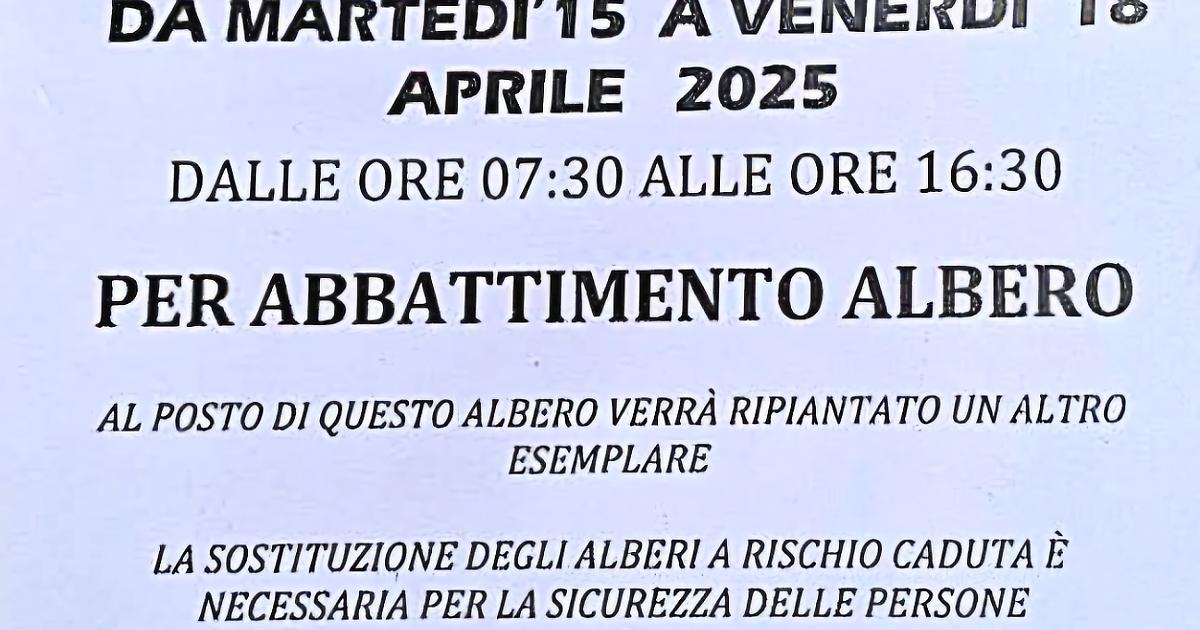 DA MARTEDI'15 A VENERDI' 18
APRILE 2025
DALLE ORE 07:30 ALLE ORE 16:30
PER ABBATTIMENTO ALBERO
AL POSTO DI QUESTO ALBERO VERRÀ RIPIANTATO UN ALTRO
ESEMPLARE
LA SOSTITUZIONE DEGLI ALBERI A RISCHIO CADUTA È
NECESSARIA PER LA SICUREZZA DELLE PERSONE